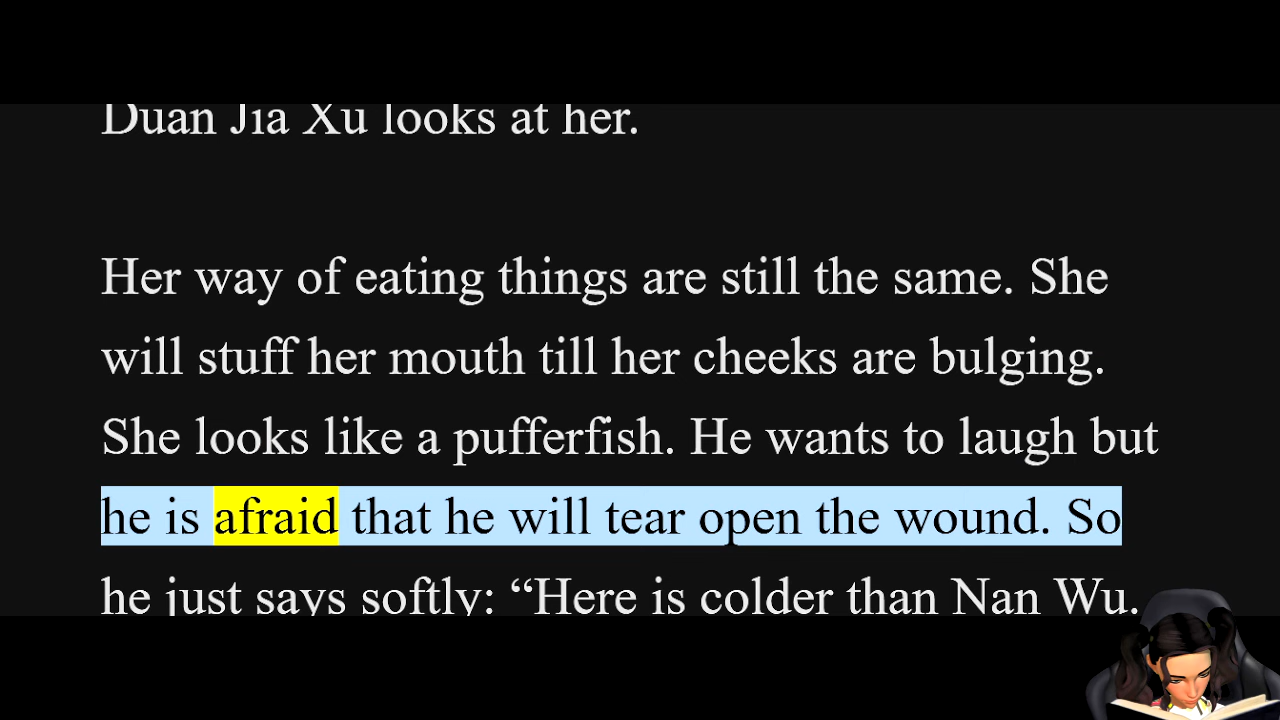 Duan Jia Xu looks at her.
Her way of eating things are still the same. She
will stuff her mouth till her cheeks are bulging.
She looks like a pufferfish. He wants to laugh but
he is afraid that he will tear open the wound. So
he just says softly: “Here is colder than Nan Wu.